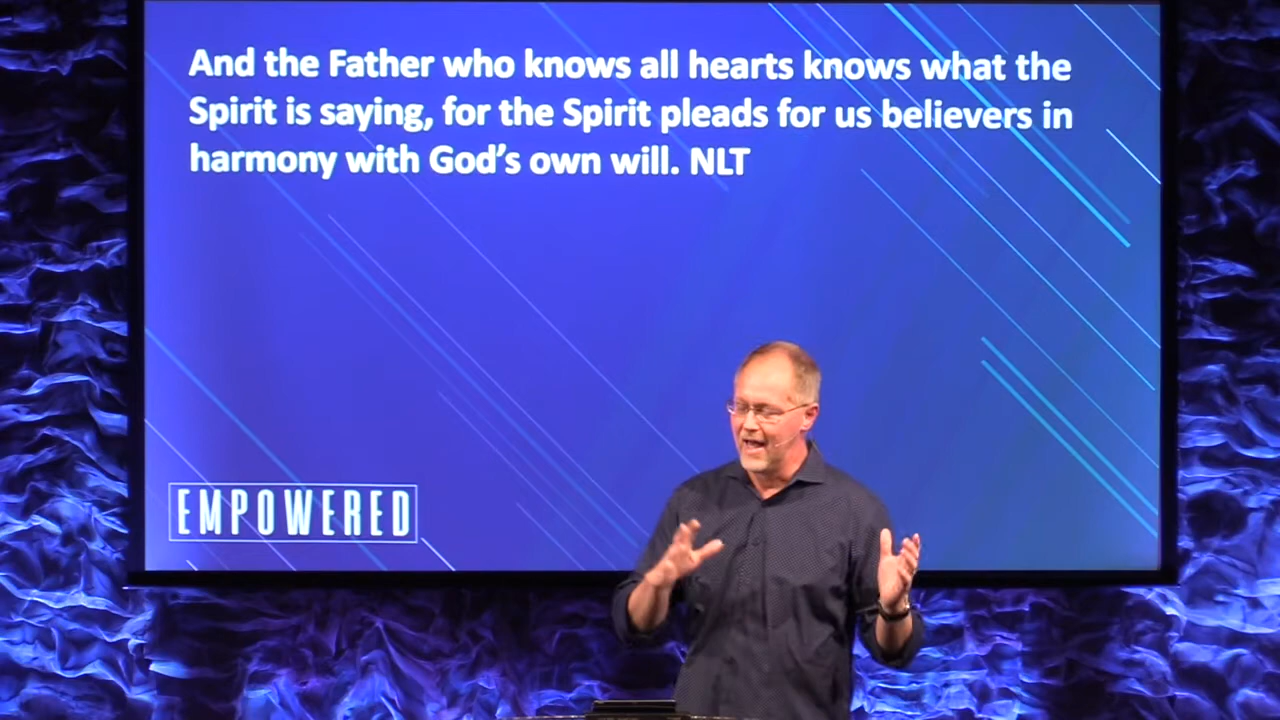 And the Father who knows all hearts knows what the
Spirit is saying, for the Spirit pleads for us believers in
harmony with God's own will. NLT
EMPOWERED